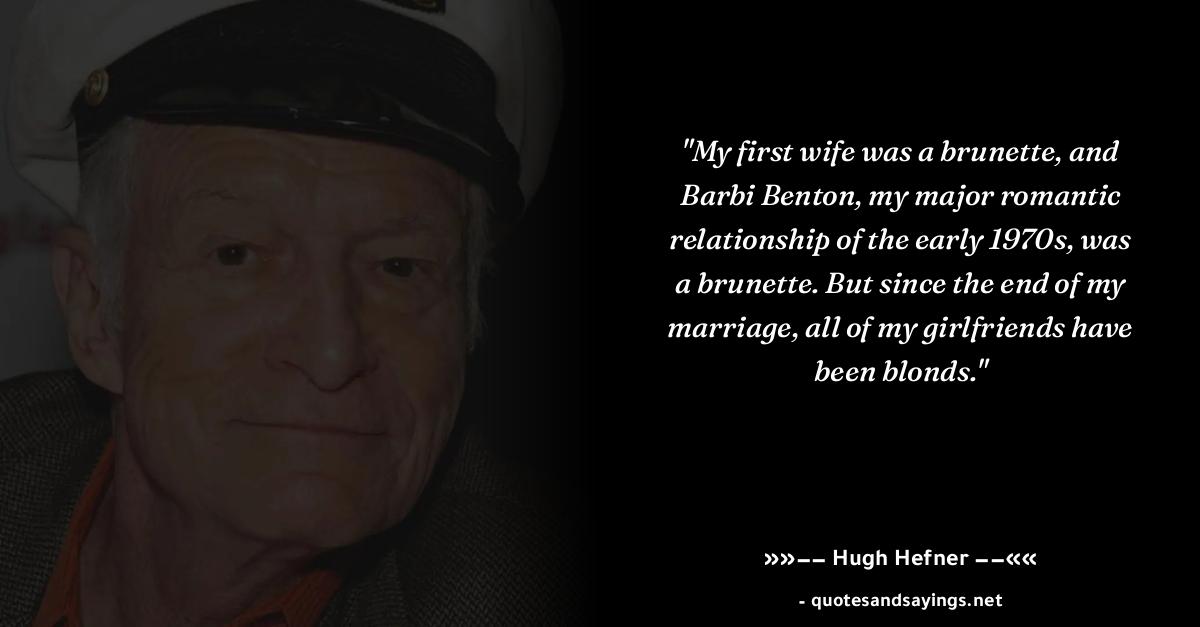 "My first wife was a brunette, and
Barbi Benton, my major romantic
relationship of the early 1970s, was
a brunette. But since the end of my
marriage, all of my girlfriends have
been blonds."
»»−− Hugh Hefner −−««
- quotesandsayings.net